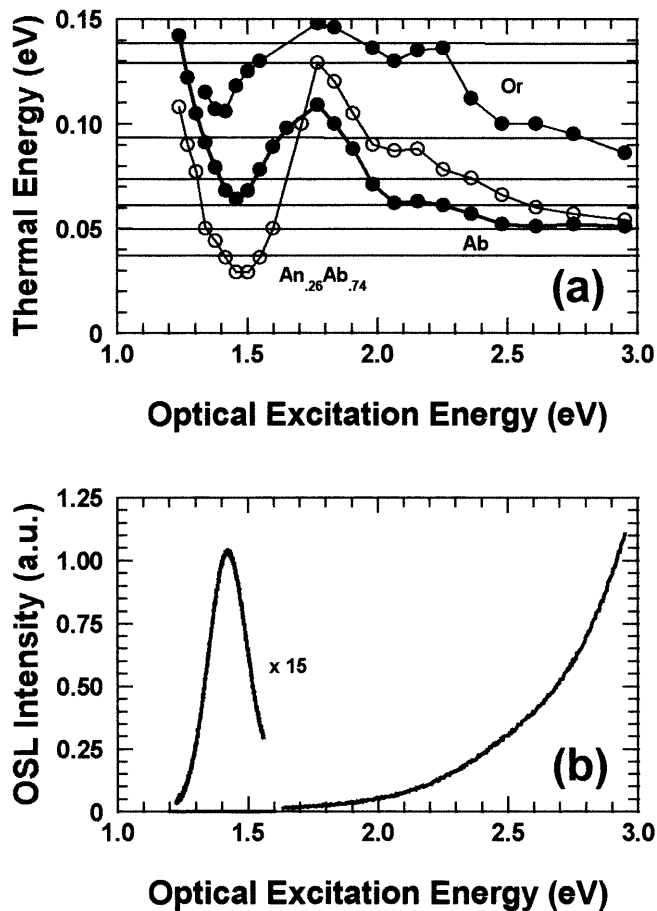 Thermal Energy (eV)
0.15
0.10
0.05
0
Or
Ab
An.26Ab.74
(a)
1.0 1.5 2.0 2.5 3.0
Optical Excitation Energy (eV)
OSL Intensity (a.u.)
1.25
1.00
0.75
0.50
0.25
0
x 15
(b)
1.0 1.5 2.0 2.5 3.0
Optical Excitation Energy (eV)